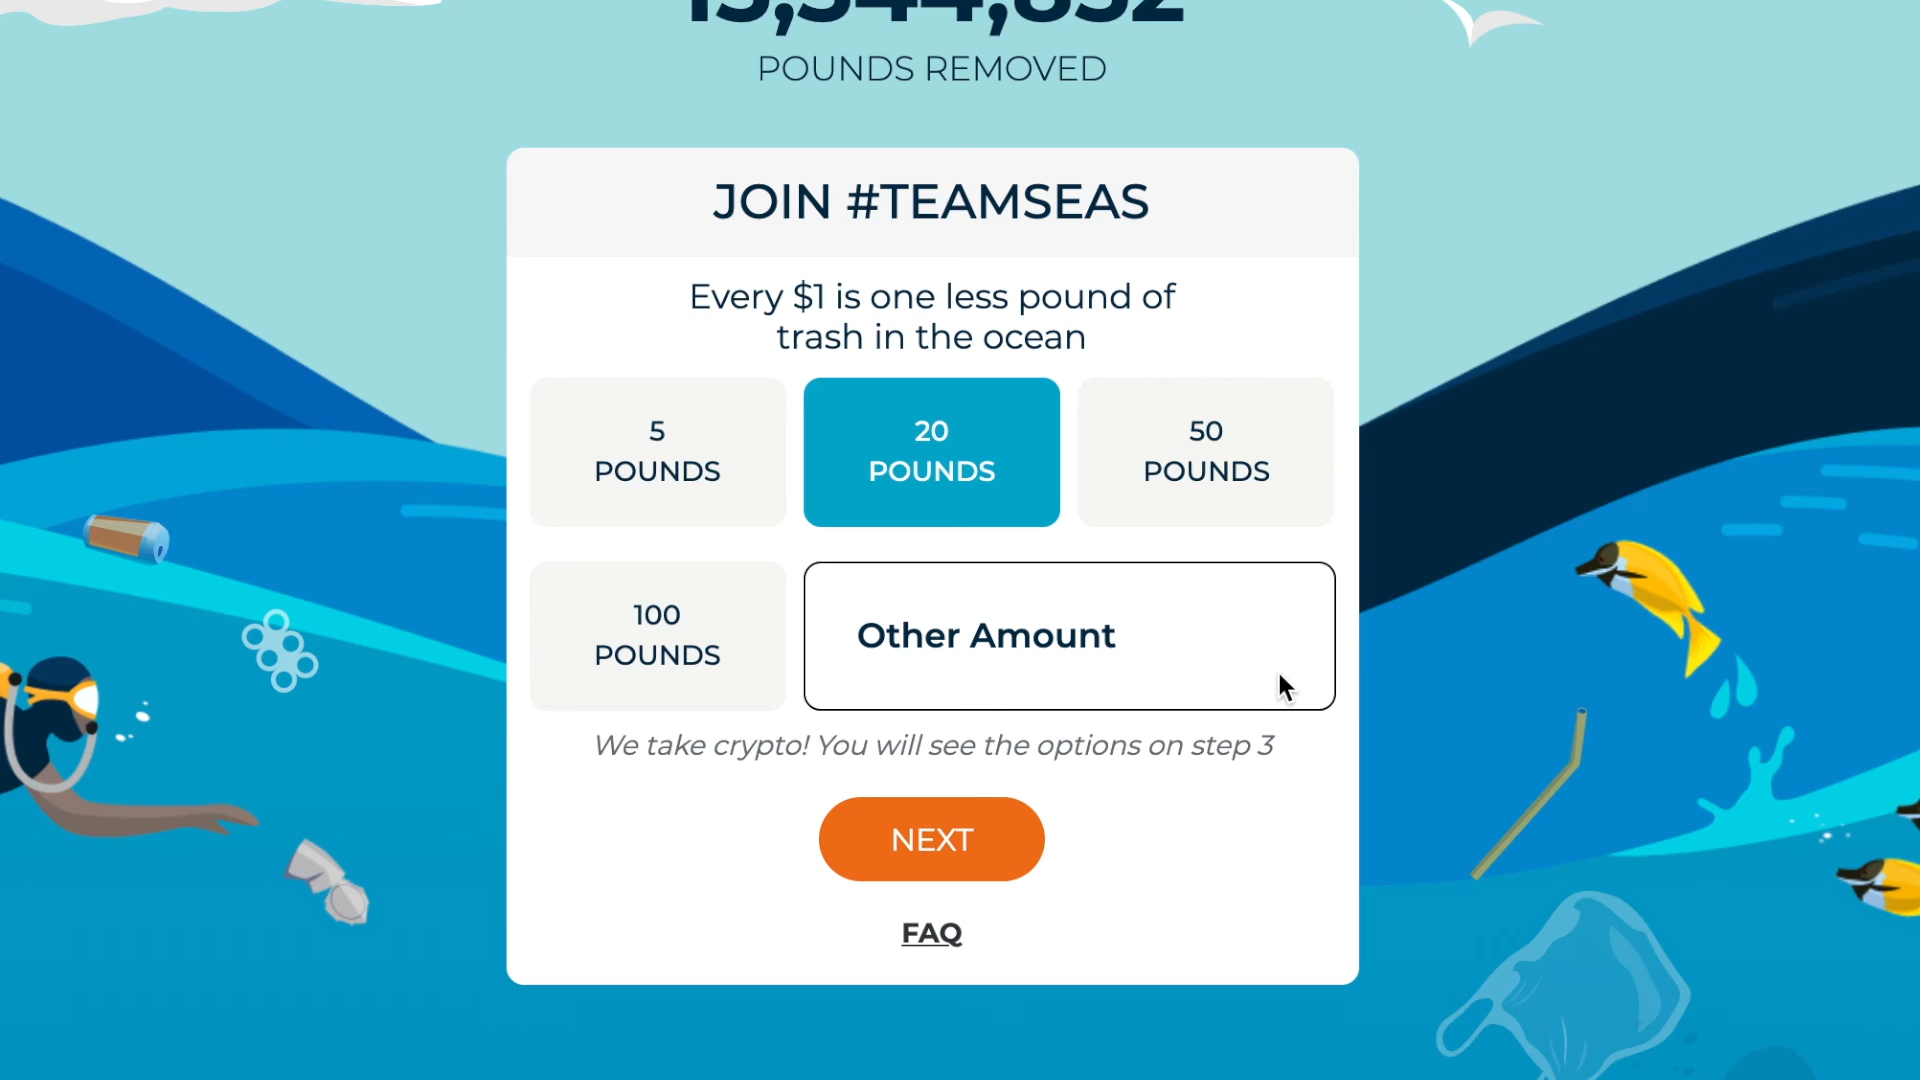 POUNDS REMOVED
JOIN #TEAMSEAS
Every $1 is one less pound of
trash in the ocean
5
POUNDS
20
POUNDS
50
POUNDS
100
POUNDS
Other Amount
We take crypto! You will see the options on step 3
NEXT
FAQ